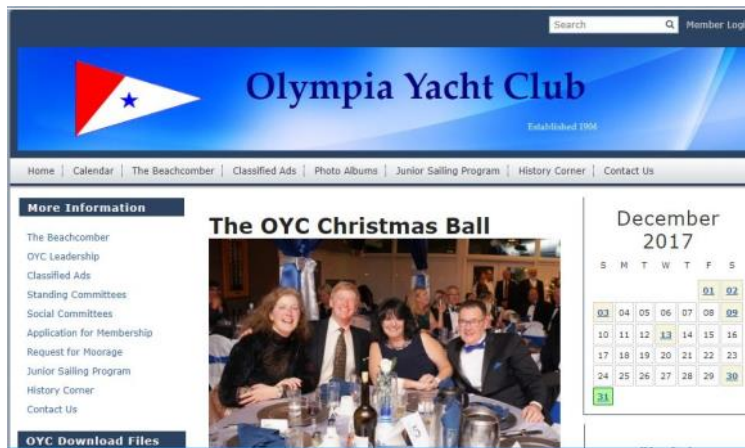 Search
Member Logi
Olympia Yacht Club
Established 1904
Home
Calendar
The Beachcomber
Classified Ads
Photo Albums
Junior Sailing Program
History Corner
Contact Us
More Information
The Beachcomber
OYC Leadership
Classified Ads
Standing Committees
Social Committees
Application for Membership
Request for Moorage
Junior Sailing Program
History Corner
Contact Us
OYC Download Files
The OYC Christmas Ball
5
December
2017
S M T W T F S
01 02
03 04 05 06 07 08 09
10 11 12 13 14 15 16
17 18 19 20 21 22 23
24 25 26 27 28 29 30
31